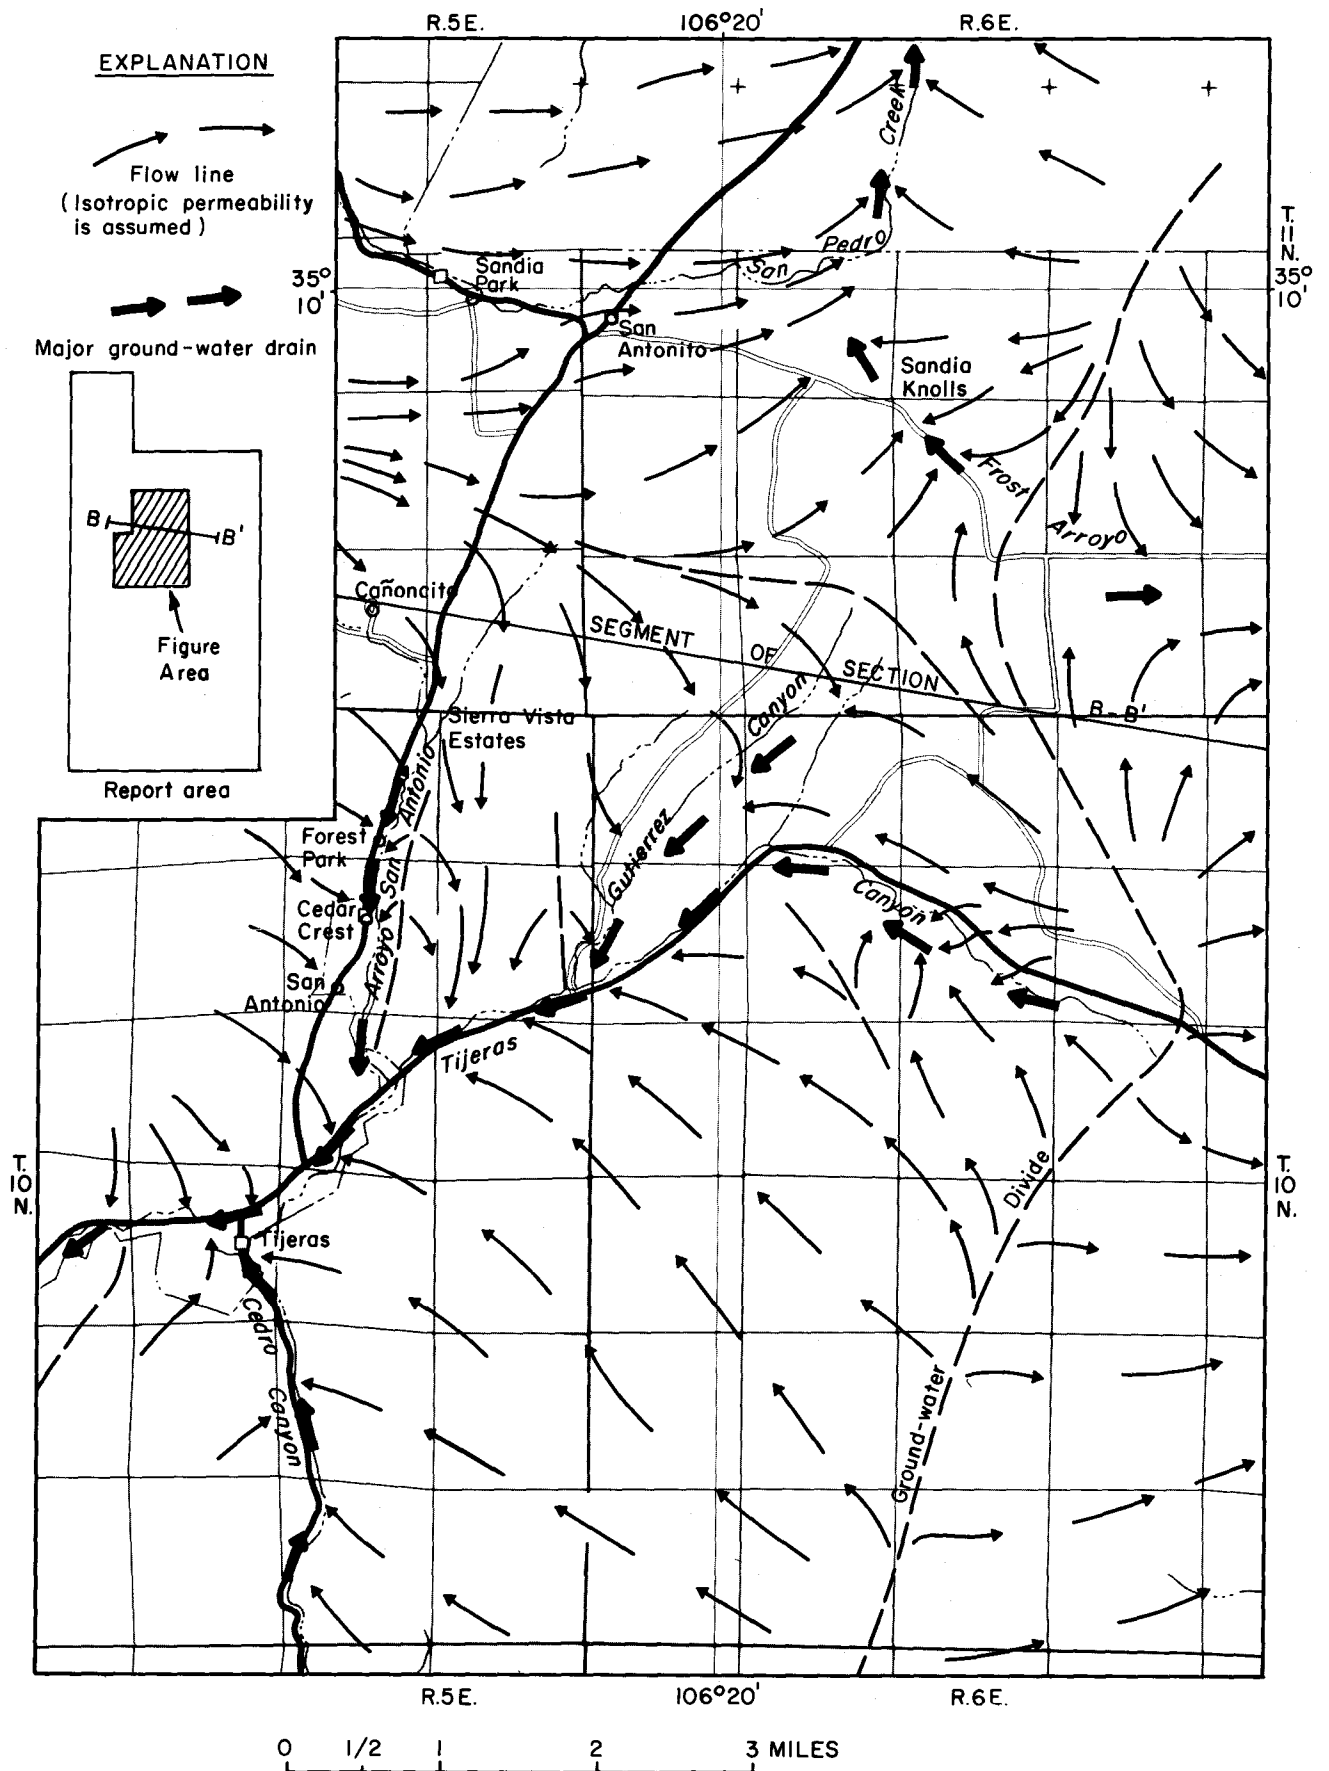 R.5E.
106°20'
R.6E.
EXPLANATION
Flow line
(Isotropic permeability
is assumed)
Major ground-water drain
B
B'
Figure
Area
Report area
Creek
T.
11
N.
35°
10'
35°
10'
Sandia
Park
San
Pedro
San
Antonito
Sandia
Knolls
Frost
Arroyo
Cañoncito
SEGMENT OF SECTION
B-B'
Sierra Vista
Estates
Canyon
Gutierrez
San Antonio
Arroyo
Forest
Park
Cedar
Crest
San
Antonio
Canyon
Tijeras
T.
10
N.
T.
10
N.
Divide
Ground-water
Tijeras
Cedro
Canyon
R.5E.
106°20'
R.6E.
0 1/2 1 2 3 MILES